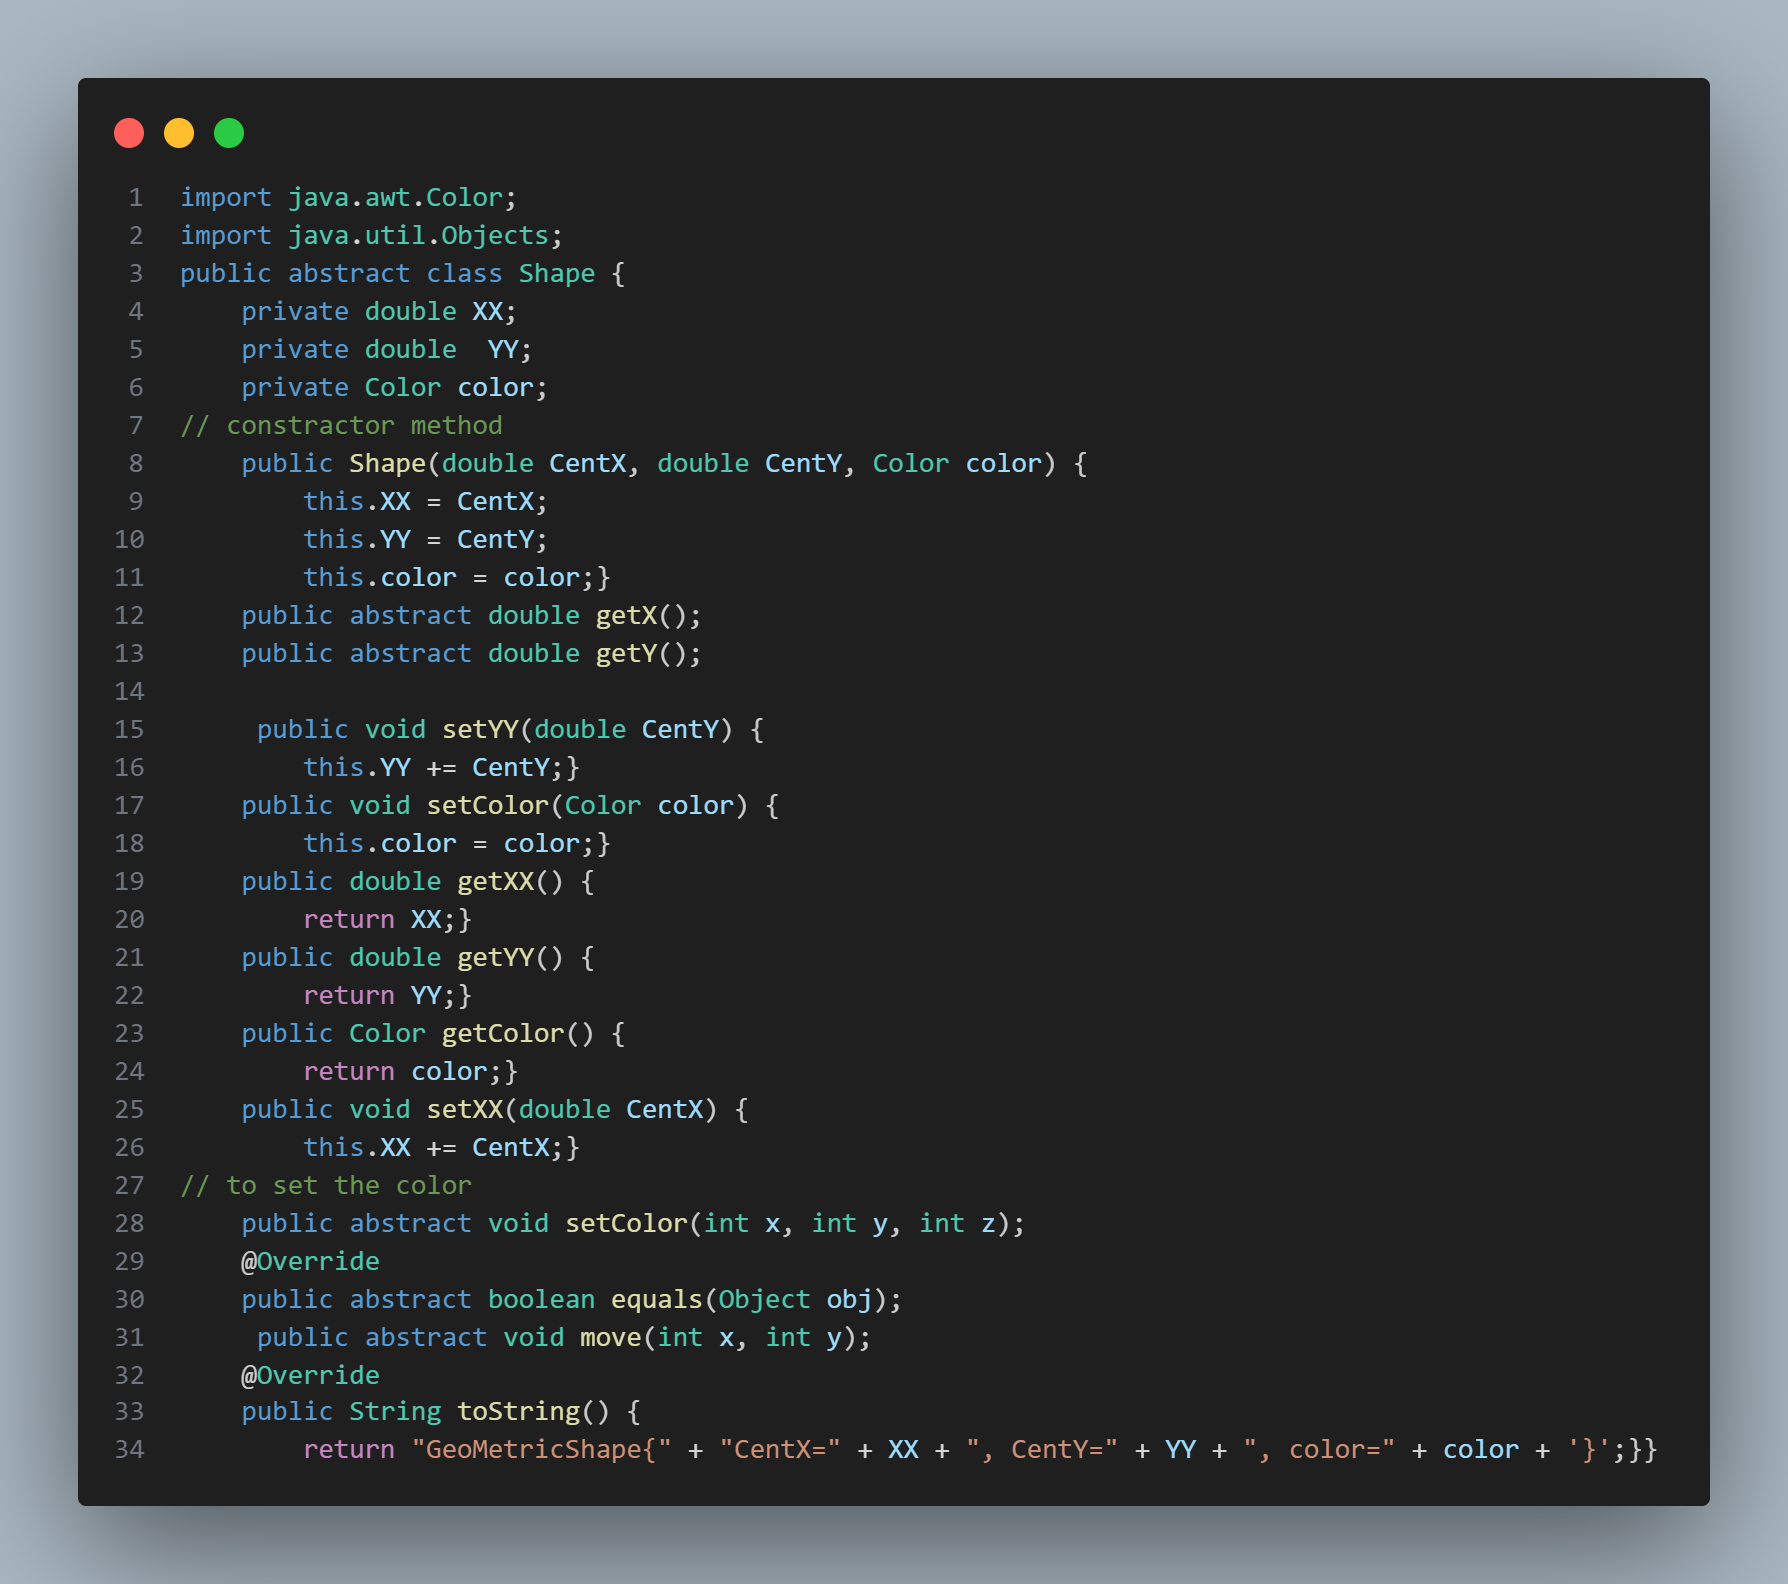 1 import java.awt.Color;
2 import java.util.Objects;
3 public abstract class Shape {
4     private double XX;
5     private double  YY;
6     private Color color;
7 // constractor method
8     public Shape(double CentX, double CentY, Color color) {
9         this.XX = CentX;
10         this.YY = CentY;
11         this.color = color;}
12     public abstract double getX();
13     public abstract double getY();
14
15      public void setYY(double CentY) {
16         this.YY += CentY;}
17     public void setColor(Color color) {
18         this.color = color;}
19     public double getXX() {
20         return XX;}
21     public double getYY() {
22         return YY;}
23     public Color getColor() {
24         return color;}
25     public void setXX(double CentX) {
26         this.XX += CentX;}
27 // to set the color
28     public abstract void setColor(int x, int y, int z);
29     @Override
30     public abstract boolean equals(Object obj);
31      public abstract void move(int x, int y);
32     @Override
33     public String toString() {
34         return "GeoMetricShape{" + "CentX=" + XX + ", CentY=" + YY + ", color=" + color + '}';}}